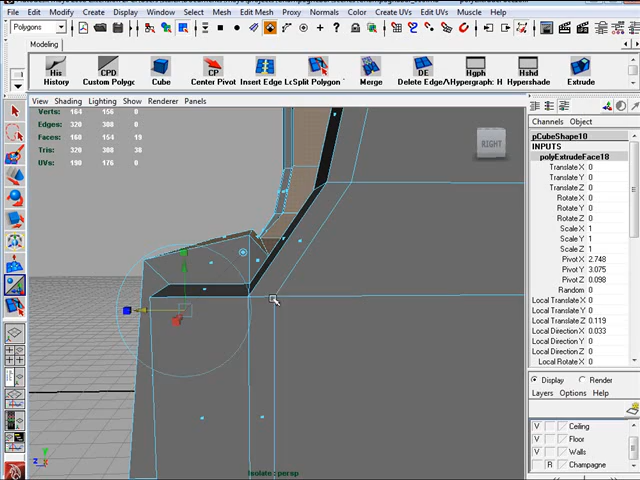 File Edit Modify Create Display Window Assets Select Mesh Edit Mesh Proxy Normals Color Create UVs Edit UVs Muscle Help
Polygons
Modeling
His CPD CP DE Hgph Hshd
History Custom Polygo Cube Center Pivot Insert Edge Lo Split Polygon Merge Delete Edge/ Hypergraph: H Hypershade Extrude
View Shading Lighting Show Renderer Panels
Verts: 164 156 0
Edges: 320 308 0
Faces: 160 154 19
Tris: 320 308 38
UVs: 190 176 0
RIGHT
Isolate : persp
Channels Object
pCubeShape10
INPUTS
polyExtrudeFace18
Translate X 0
Translate Y 0
Translate Z 0
Rotate X 0
Rotate Y 0
Rotate Z 0
Scale X 1
Scale Y 1
Scale Z 1
Pivot X 2.748
Pivot Y 3.075
Pivot Z 0.098
Random 0
Local Translate X 0
Local Translate Y 0
Local Translate Z 0.119
Local Direction X 0.033
Local Direction Y 0
Local Direction Z 0
Local Rotate X 0
Display Render
Layers Options Help
V Ceiling
V Floor
V Walls
R Champagne